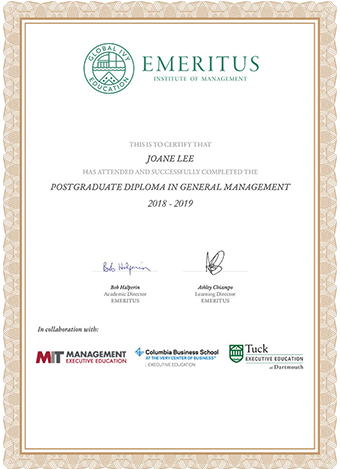 GLOBAL IVY
EDUCATION
EMERITUS
INSTITUTE OF MANAGEMENT
THIS IS TO CERTIFY THAT
JOANE LEE
HAS ATTENDED AND SUCCESSFULLY COMPLETED THE
POSTGRADUATE DIPLOMA IN GENERAL MANAGEMENT
2018 - 2019
Bob Halperin
Bob Halperin
Academic Director
EMERITUS
Ashley Chiampo
Learning Director
EMERITUS
In collaboration with:
MIT MANAGEMENT
EXECUTIVE EDUCATION
Columbia Business School
AT THE VERY CENTER OF BUSINESS™
EXECUTIVE EDUCATION
Tuck
EXECUTIVE EDUCATION
at Dartmouth